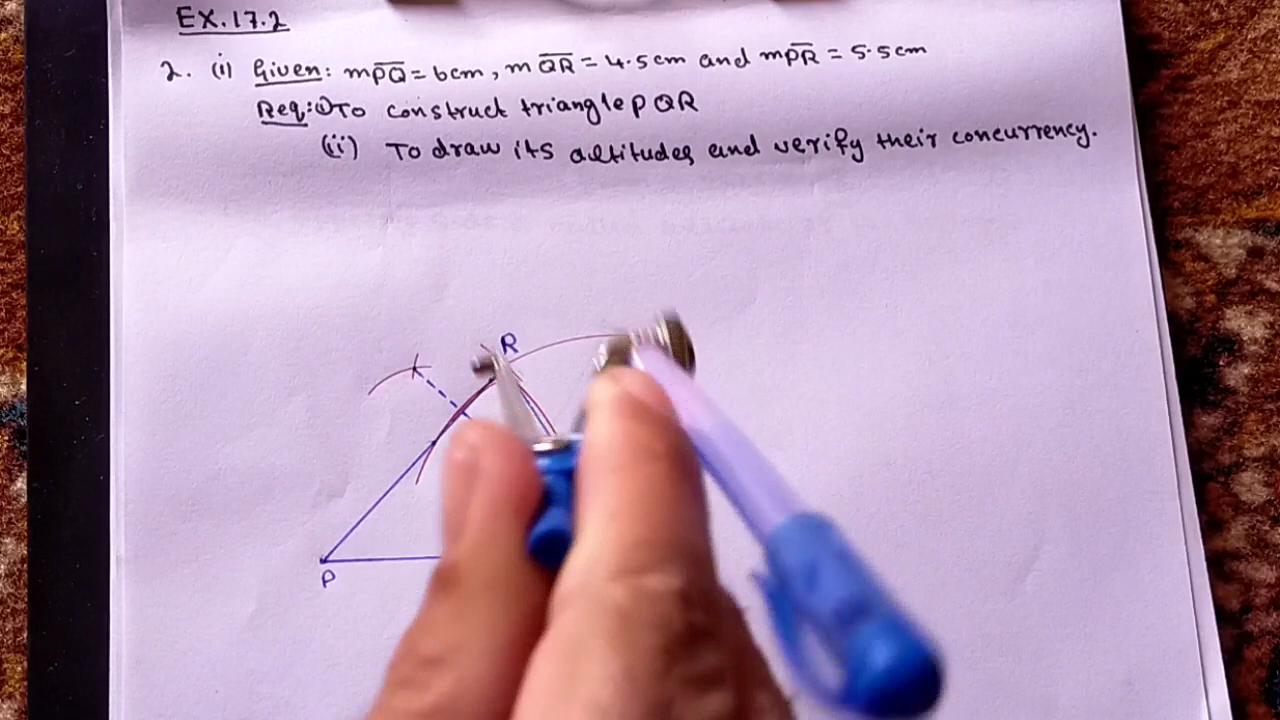 EX.17.2
2. (i) Given: mPQ = 6cm, mQR = 4.5cm and mPR = 5.5cm
Req:(i)To construct triangle PQR
(ii) To draw its altitudes and verify their concurrency.
R
P